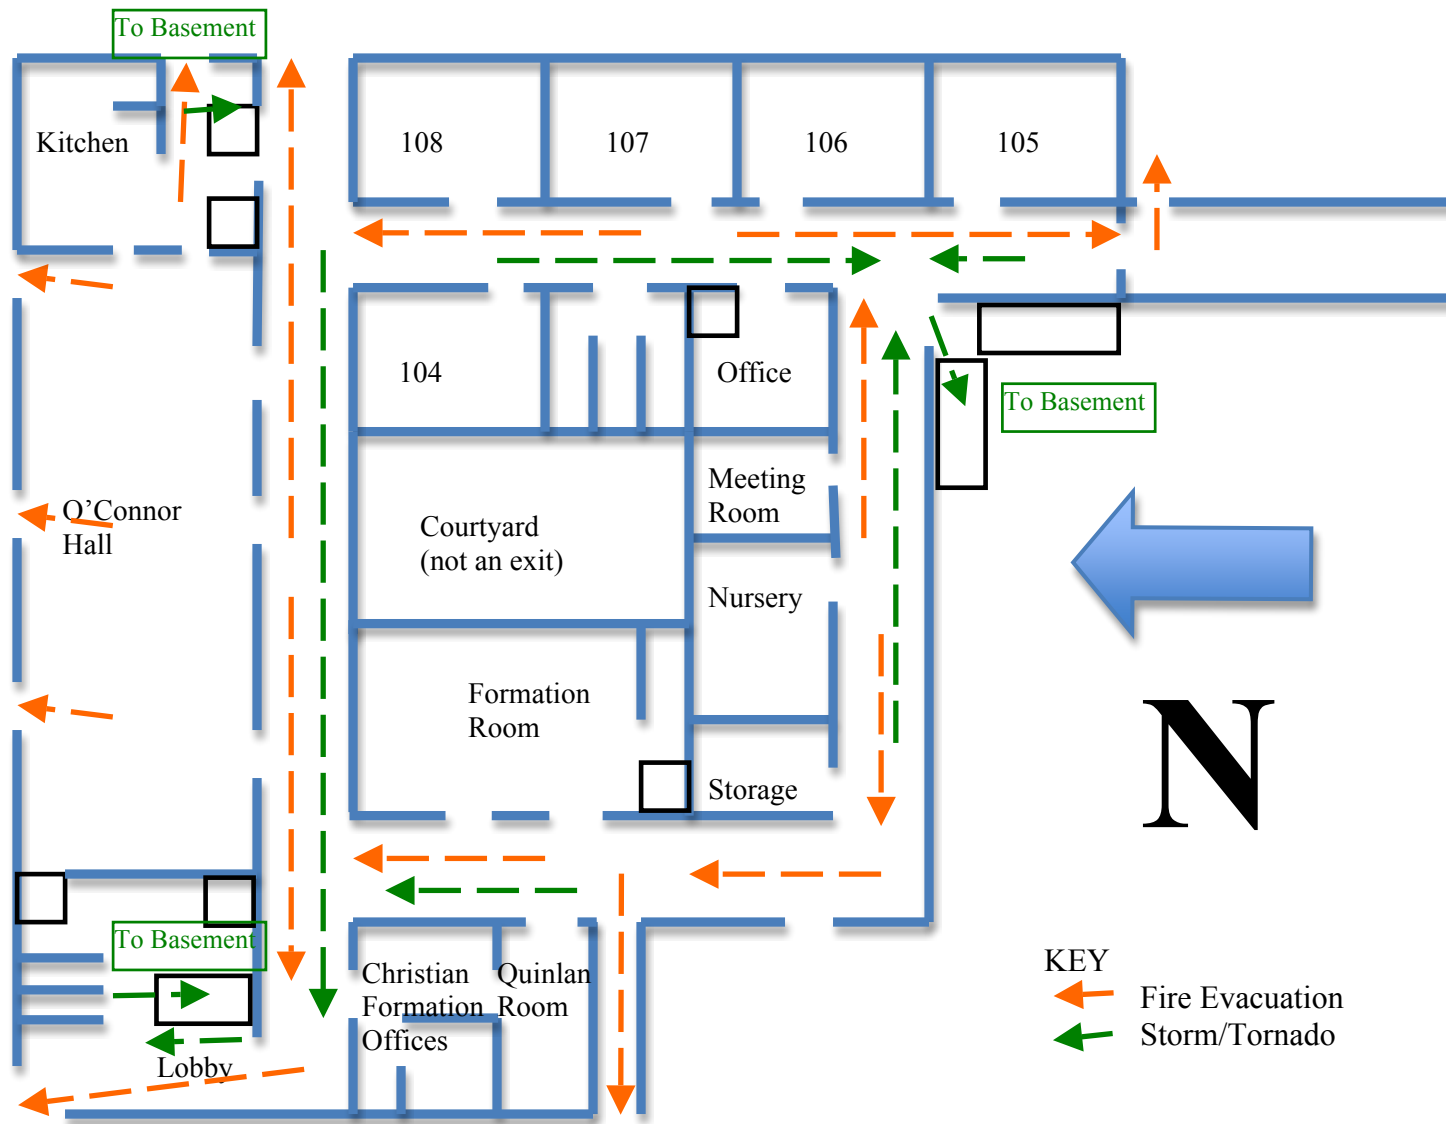 To Basement
Kitchen
108
107
106
105
104
Office
To Basement
Meeting
Room
O'Connor
Hall
Courtyard
(not an exit)
Nursery
Formation
Room
N
Storage
To Basement
Christian
Formation
Offices
Quinlan
Room
Lobby
KEY
Fire Evacuation
Storm/Tornado